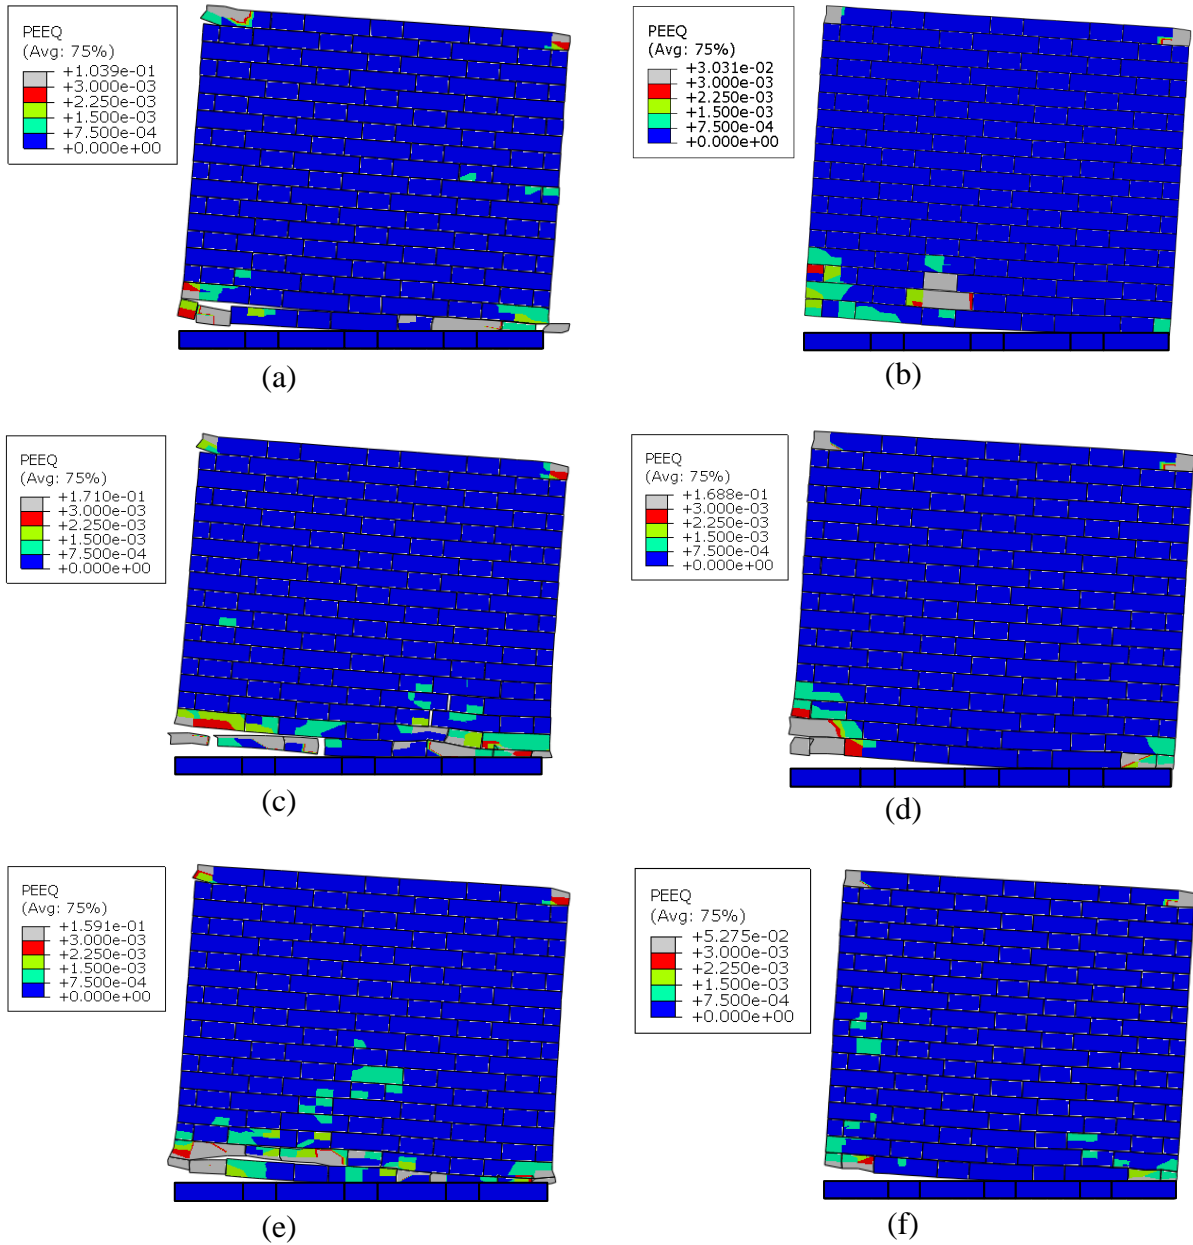 PEEQ
(Avg: 75%)
+1.039e-01
+3.000e-03
+2.250e-03
+1.500e-03
+7.500e-04
+0.000e+00
(a)
PEEQ
(Avg: 75%)
+3.031e-02
+3.000e-03
+2.250e-03
+1.500e-03
+7.500e-04
+0.000e+00
(b)
PEEQ
(Avg: 75%)
+1.710e-01
+3.000e-03
+2.250e-03
+1.500e-03
+7.500e-04
+0.000e+00
(c)
PEEQ
(Avg: 75%)
+1.688e-01
+3.000e-03
+2.250e-03
+1.500e-03
+7.500e-04
+0.000e+00
(d)
PEEQ
(Avg: 75%)
+1.591e-01
+3.000e-03
+2.250e-03
+1.500e-03
+7.500e-04
+0.000e+00
(e)
PEEQ
(Avg: 75%)
+5.275e-02
+3.000e-03
+2.250e-03
+1.500e-03
+7.500e-04
+0.000e+00
(f)